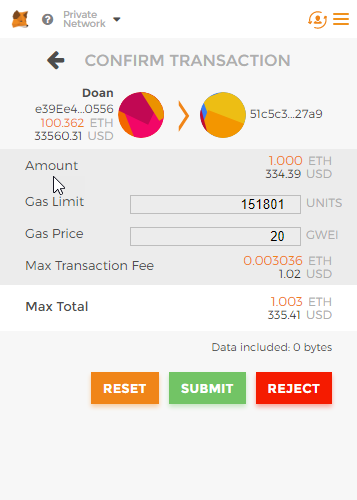 Private
Network
CONFIRM TRANSACTION
Doan
e39Ee4...0556
100.362 ETH
33560.31 USD
51c5c3...27a9
Amount
1.000 ETH
334.39 USD
Gas Limit
151801 UNITS
Gas Price
20 GWEI
Max Transaction Fee
0.003036 ETH
1.02 USD
Max Total
1.003 ETH
335.41 USD
Data included: 0 bytes
RESET SUBMIT REJECT